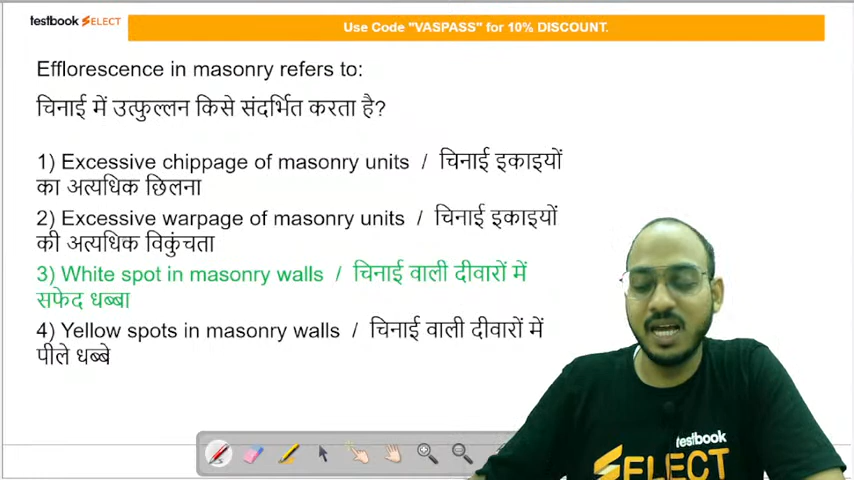 testbook SELECT
Use Code "VASPASS" for 10% DISCOUNT.
Efflorescence in masonry refers to:
चिनाई में उत्फुल्लन किसे संदर्भित करता है?
1) Excessive chippage of masonry units / चिनाई इकाइयों
का अत्यधिक छिलना
2) Excessive warpage of masonry units / चिनाई इकाइयों
की अत्यधिक विकुंचता
3) White spot in masonry walls / चिनाई वाली दीवारों में
सफेद धब्बा
4) Yellow spots in masonry walls / चिनाई वाली दीवारों में
पीले धब्बे
testbook
SELECT